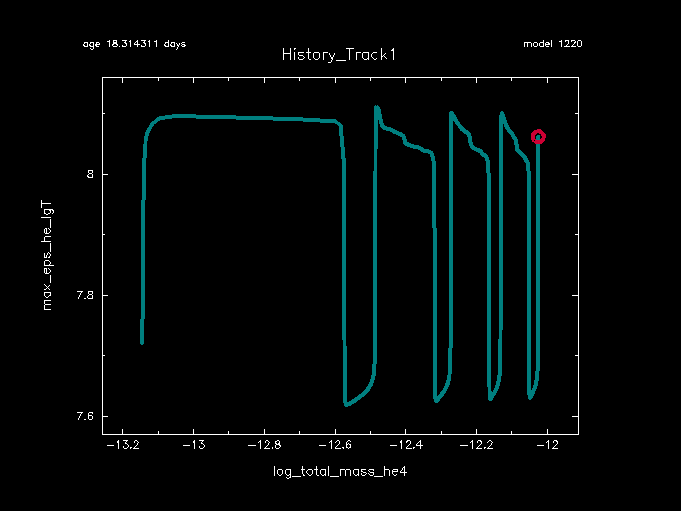 age 18.314311 days
model 1220
History_Track1
8
7.8
7.6
max_eps_he_lgT
-13.2
-13
-12.8
-12.6
-12.4
-12.2
-12
log_total_mass_he4